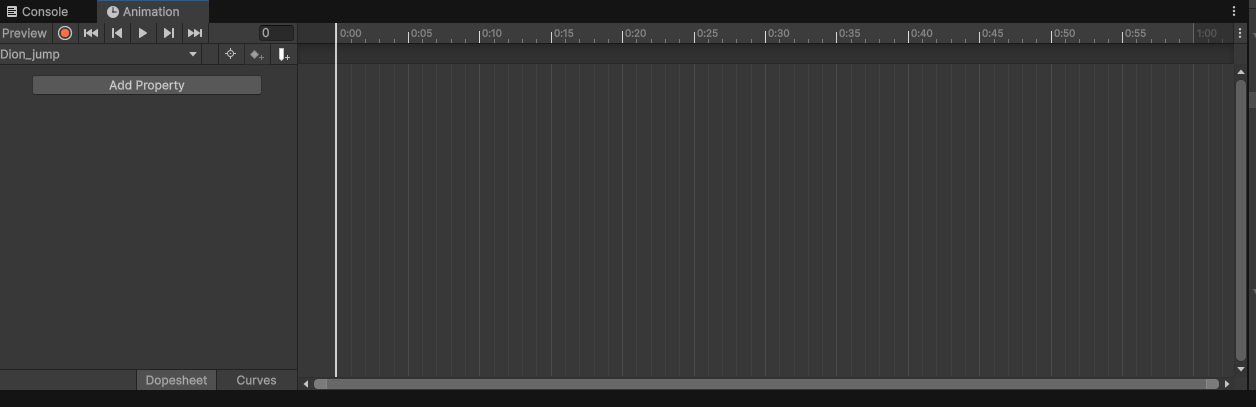 Console Animation
Preview 0 0:00 0:05 0:10 0:15 0:20 0:25 0:30 0:35 0:40 0:45 0:50 0:55 1:00
Dion_jump
Add Property
Dopesheet Curves